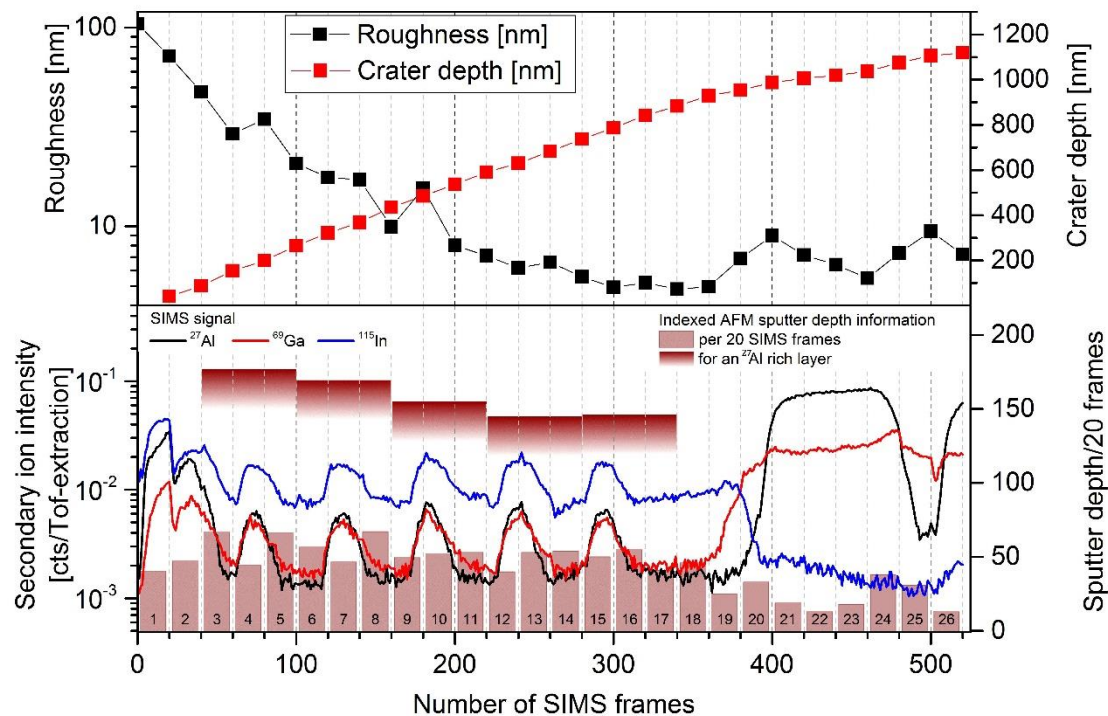 Roughness [nm]
100
10
Roughness [nm]
Crater depth [nm]
1200
1000
800
600
400
200
0
Crater depth [nm]
SIMS signal
²⁷Al ⁶⁹Ga ¹¹⁵In
Indexed AFM sputter depth information
per 20 SIMS frames
for an ²⁷Al rich layer
Secondary ion intensity
[cts/Tof-extraction]
10⁻¹
10⁻²
10⁻³
200
150
100
50
0
Sputter depth/20 frames
1 2 3 4 5 6 7 8 9 10 11 12 13 14 15 16 17 18 19 20 21 22 23 24 25 26
0 100 200 300 400 500
Number of SIMS frames